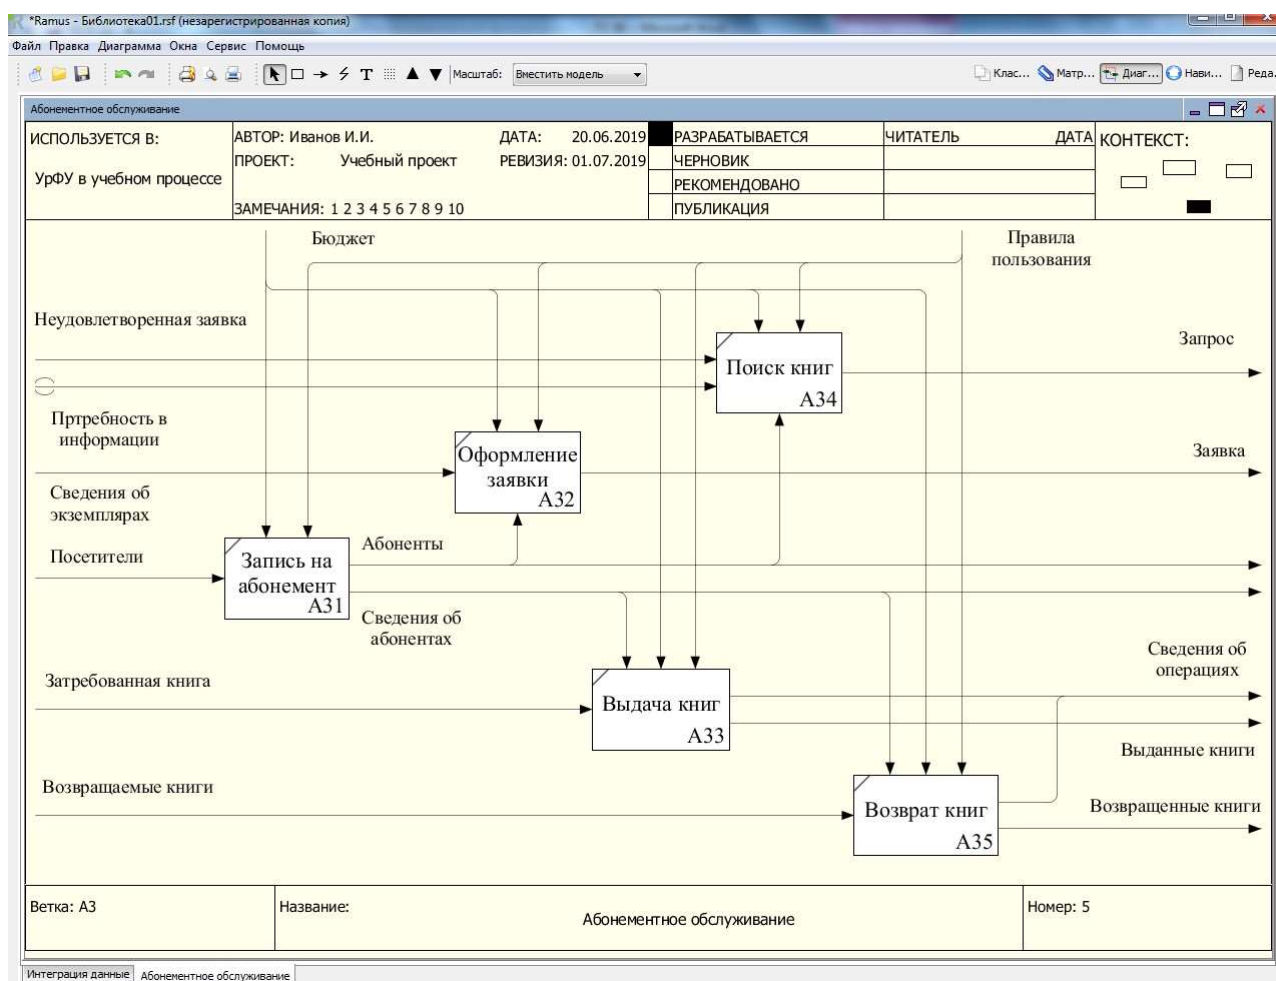 *Ramus - Библиотека01.rsf (незарегистрированная копия)
Файл Правка Диаграмма Окна Сервис Помощь
Масштаб: Вместить модель
Клас... Матр... Диаг... Нави... Реда.
Абонементное обслуживание
ИСПОЛЬЗУЕТСЯ В:
УрФУ в учебном процессе
АВТОР: Иванов И.И. ДАТА: 20.06.2019
ПРОЕКТ: Учебный проект РЕВИЗИЯ: 01.07.2019
ЗАМЕЧАНИЯ: 1 2 3 4 5 6 7 8 9 10
РАЗРАБАТЫВАЕТСЯ
ЧЕРНОВИК
РЕКОМЕНДОВАНО
ПУБЛИКАЦИЯ
ЧИТАТЕЛЬ ДАТА
КОНТЕКСТ:
Бюджет
Правила
пользования
Неудовлетворенная заявка
Запрос
Поиск книг
A34
Пртребность в
информации
Заявка
Оформление
заявки
A32
Сведения об
экземплярах
Абоненты
Посетители
Запись на
абонемент
A31
Сведения об
абонентах
Сведения об
операциях
Затребованная книга
Выдача книг
A33
Выданные книги
Возвращаемые книги
Возврат книг
A35
Возвращенные книги
Ветка: A3
Название:
Абонементное обслуживание
Номер: 5
Интеграция данные Абонементное обслуживание